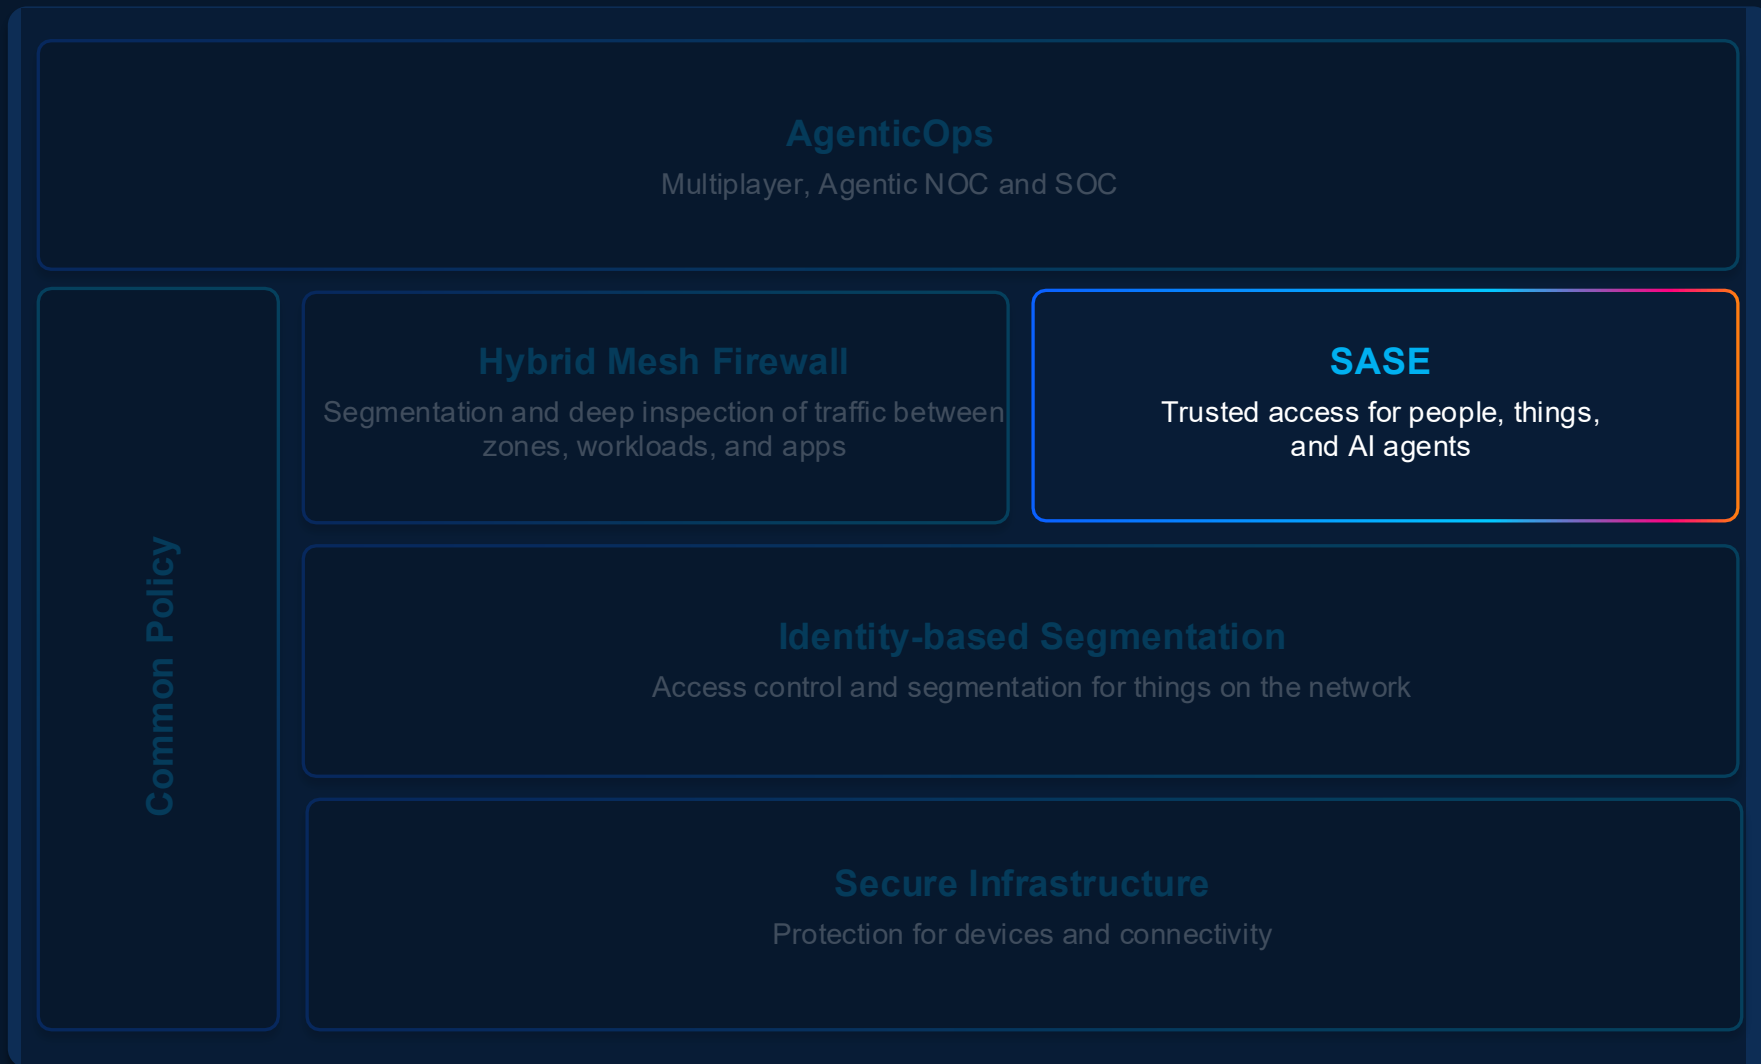 AgenticOps
Multiplayer, Agentic NOC and SOC
Common Policy
Hybrid Mesh Firewall
Segmentation and deep inspection of traffic between
zones, workloads, and apps
SASE
Trusted access for people, things,
and AI agents
Identity-based Segmentation
Access control and segmentation for things on the network
Secure Infrastructure
Protection for devices and connectivity